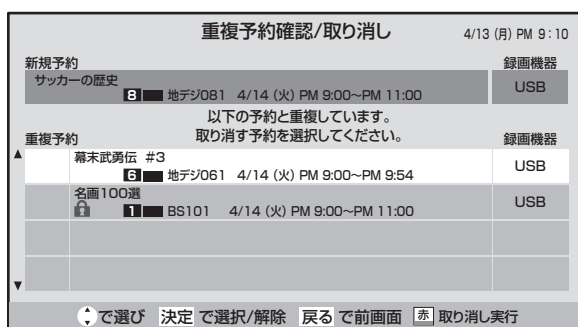 重複予約確認/取り消し 4/13 (月) PM 9:10
新規予約 録画機器
サッカーの歴史
8 地デジ081 4/14 (火) PM 9:00~PM 11:00 USB
以下の予約と重複しています。
取り消す予約を選択してください。
重複予約 録画機器
幕末武勇伝 #3
6 地デジ061 4/14 (火) PM 9:00~PM 9:54 USB
名画100選
1 BS101 4/14 (火) PM 9:00~PM 11:00 USB
で選び 決定 で選択/解除 戻る で前画面 赤 取り消し実行